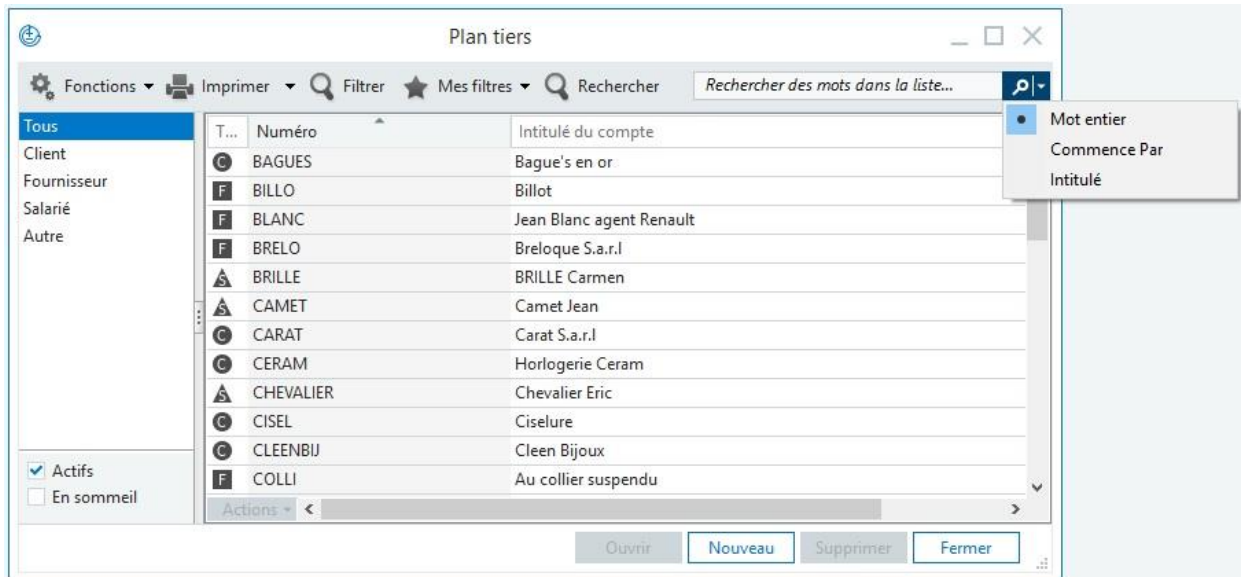 Plan tiers
Fonctions Imprimer Filtrer Mes filtres Rechercher Rechercher des mots dans la liste...
Mot entier
Commence Par
Intitulé
Tous
Client
Fournisseur
Salarié
Autre
T... Numéro Intitulé du compte
C BAGUES Bague's en or
F BILLO Billot
F BLANC Jean Blanc agent Renault
F BRELO Breloque S.a.r.l
S BRILLE BRILLE Carmen
S CAMET Camet Jean
C CARAT Carat S.a.r.l
C CERAM Horlogerie Ceram
S CHEVALIER Chevalier Eric
C CISEL Ciselure
C CLEENBIJ Cleen Bijoux
F COLLI Au collier suspendu
Actifs
En sommeil
Actions
Ouvrir Nouveau Supprimer Fermer